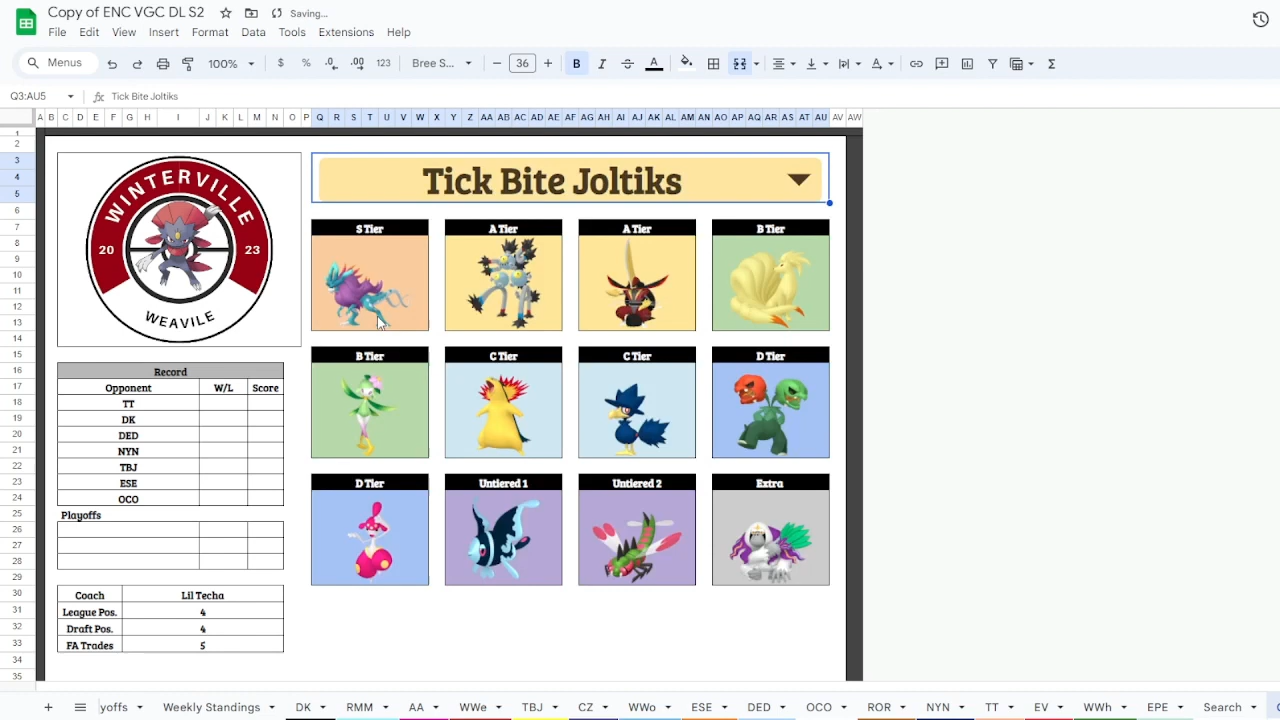 Copy of ENC VGC DL S2 Saving...
File Edit View Insert Format Data Tools Extensions Help
Menus 100% $ % .0 .00 123 Bree S... 36 B I A
Q3:AU5 fx Tick Bite Joltiks
A B C D E F G H I J K L M N O P Q R S T U V W X Y Z AA AB AC AD AE AF AG AH AI AJ AK AL AM AN AO AP AQ AR AS AT AU AV AW
1
2
3
4
5
6
7
8
9
10
11
12
13
14
15
16
17
18
19
20
21
22
23
24
25
26
27
28
29
30
31
32
33
34
35
WINTERVILLE
20 23
WEAVILE
Tick Bite Joltiks
S Tier A Tier A Tier B Tier
B Tier C Tier C Tier D Tier
D Tier Untiered 1 Untiered 2 Extra
Record
Opponent W/L Score
TT
DK
DED
NYN
TBJ
ESE
OCO
Playoffs
Coach Lil Techa
League Pos. 4
Draft Pos. 4
FA Trades 5
yoffs Weekly Standings DK RMM AA WWe TBJ CZ WWo ESE DED OCO ROR NYN TT EV WWh EPE Search